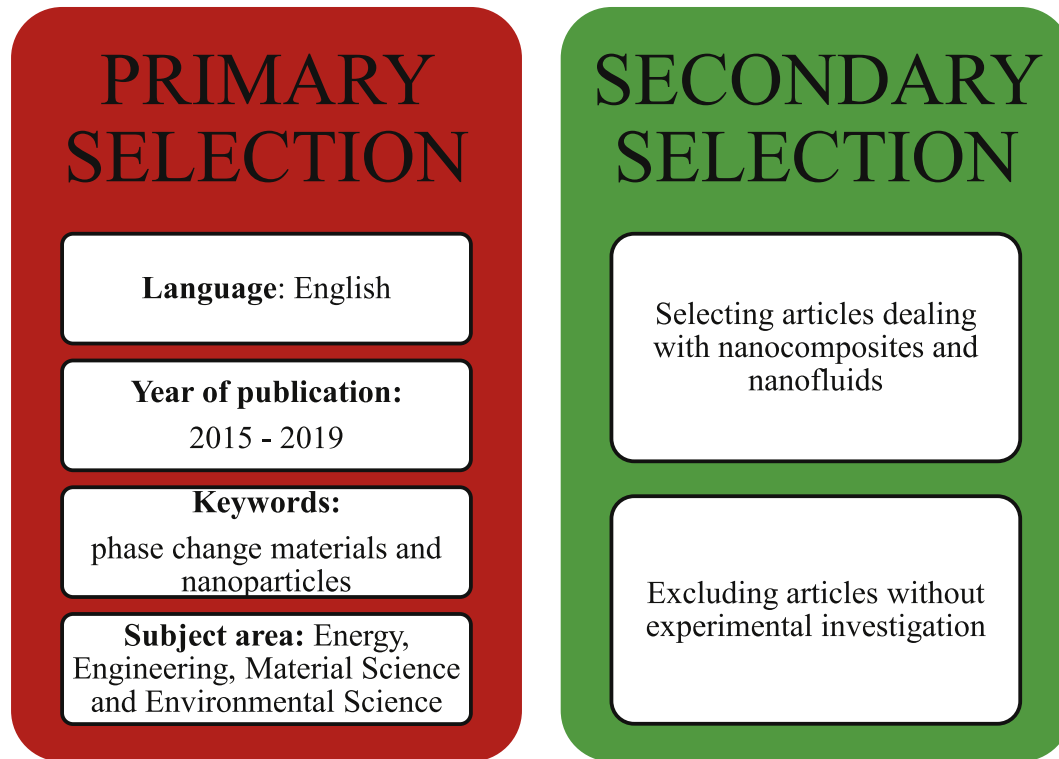 PRIMARY
SELECTION
Language: English
Year of publication:
2015 - 2019
Keywords:
phase change materials and
nanoparticles
Subject area: Energy,
Engineering, Material Science
and Environmental Science
SECONDARY
SELECTION
Selecting articles dealing
with nanocomposites and
nanofluids
Excluding articles without
experimental investigation